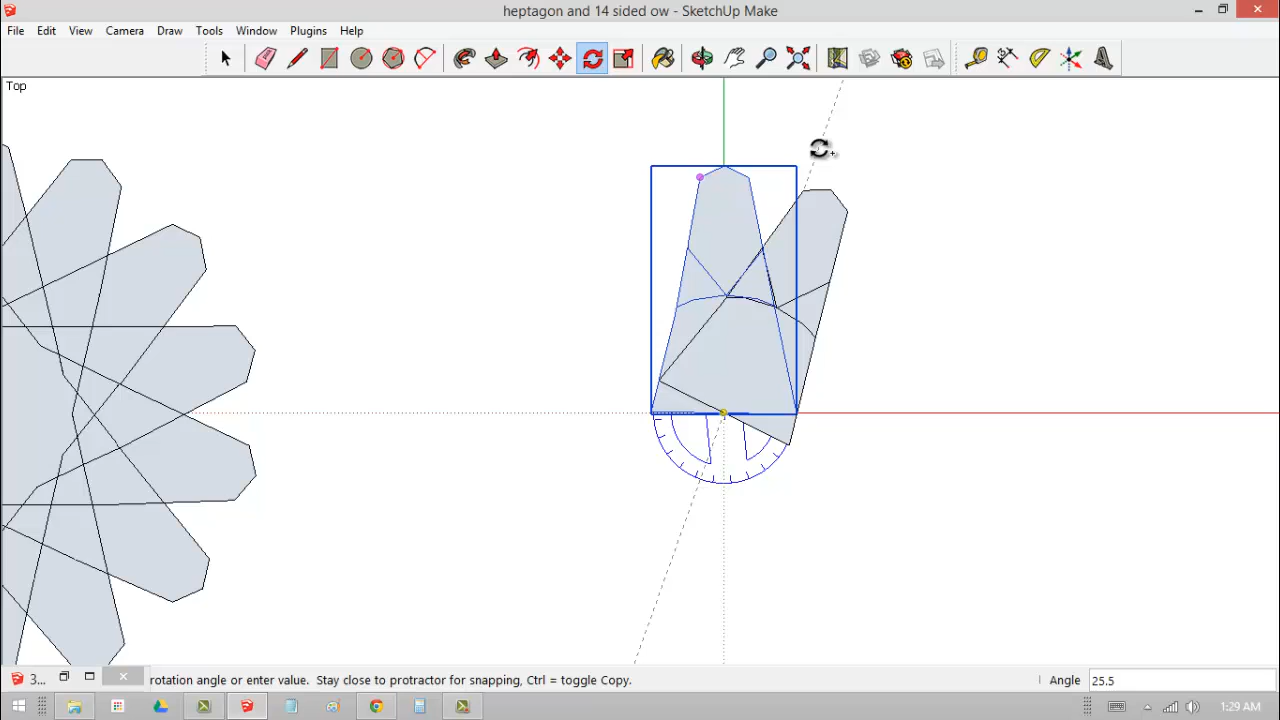 heptagon and 14 sided ow - SketchUp Make
File Edit View Camera Draw Tools Window Plugins Help
Top
3... rotation angle or enter value. Stay close to protractor for snapping, Ctrl = toggle Copy. Angle 25.5
1:29 AM